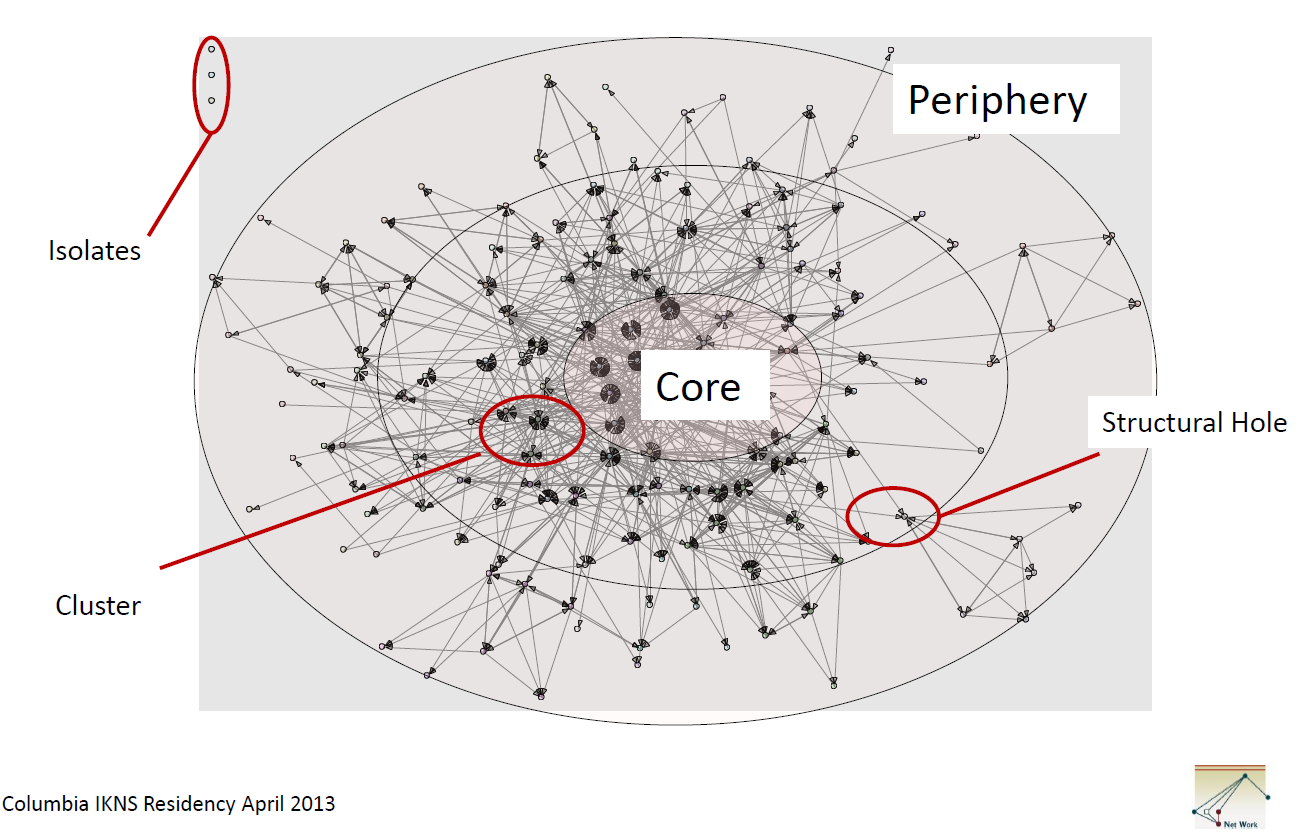 Periphery
Isolates
Core
Structural Hole
Cluster
Columbia IKNS Residency April 2013
Net Work